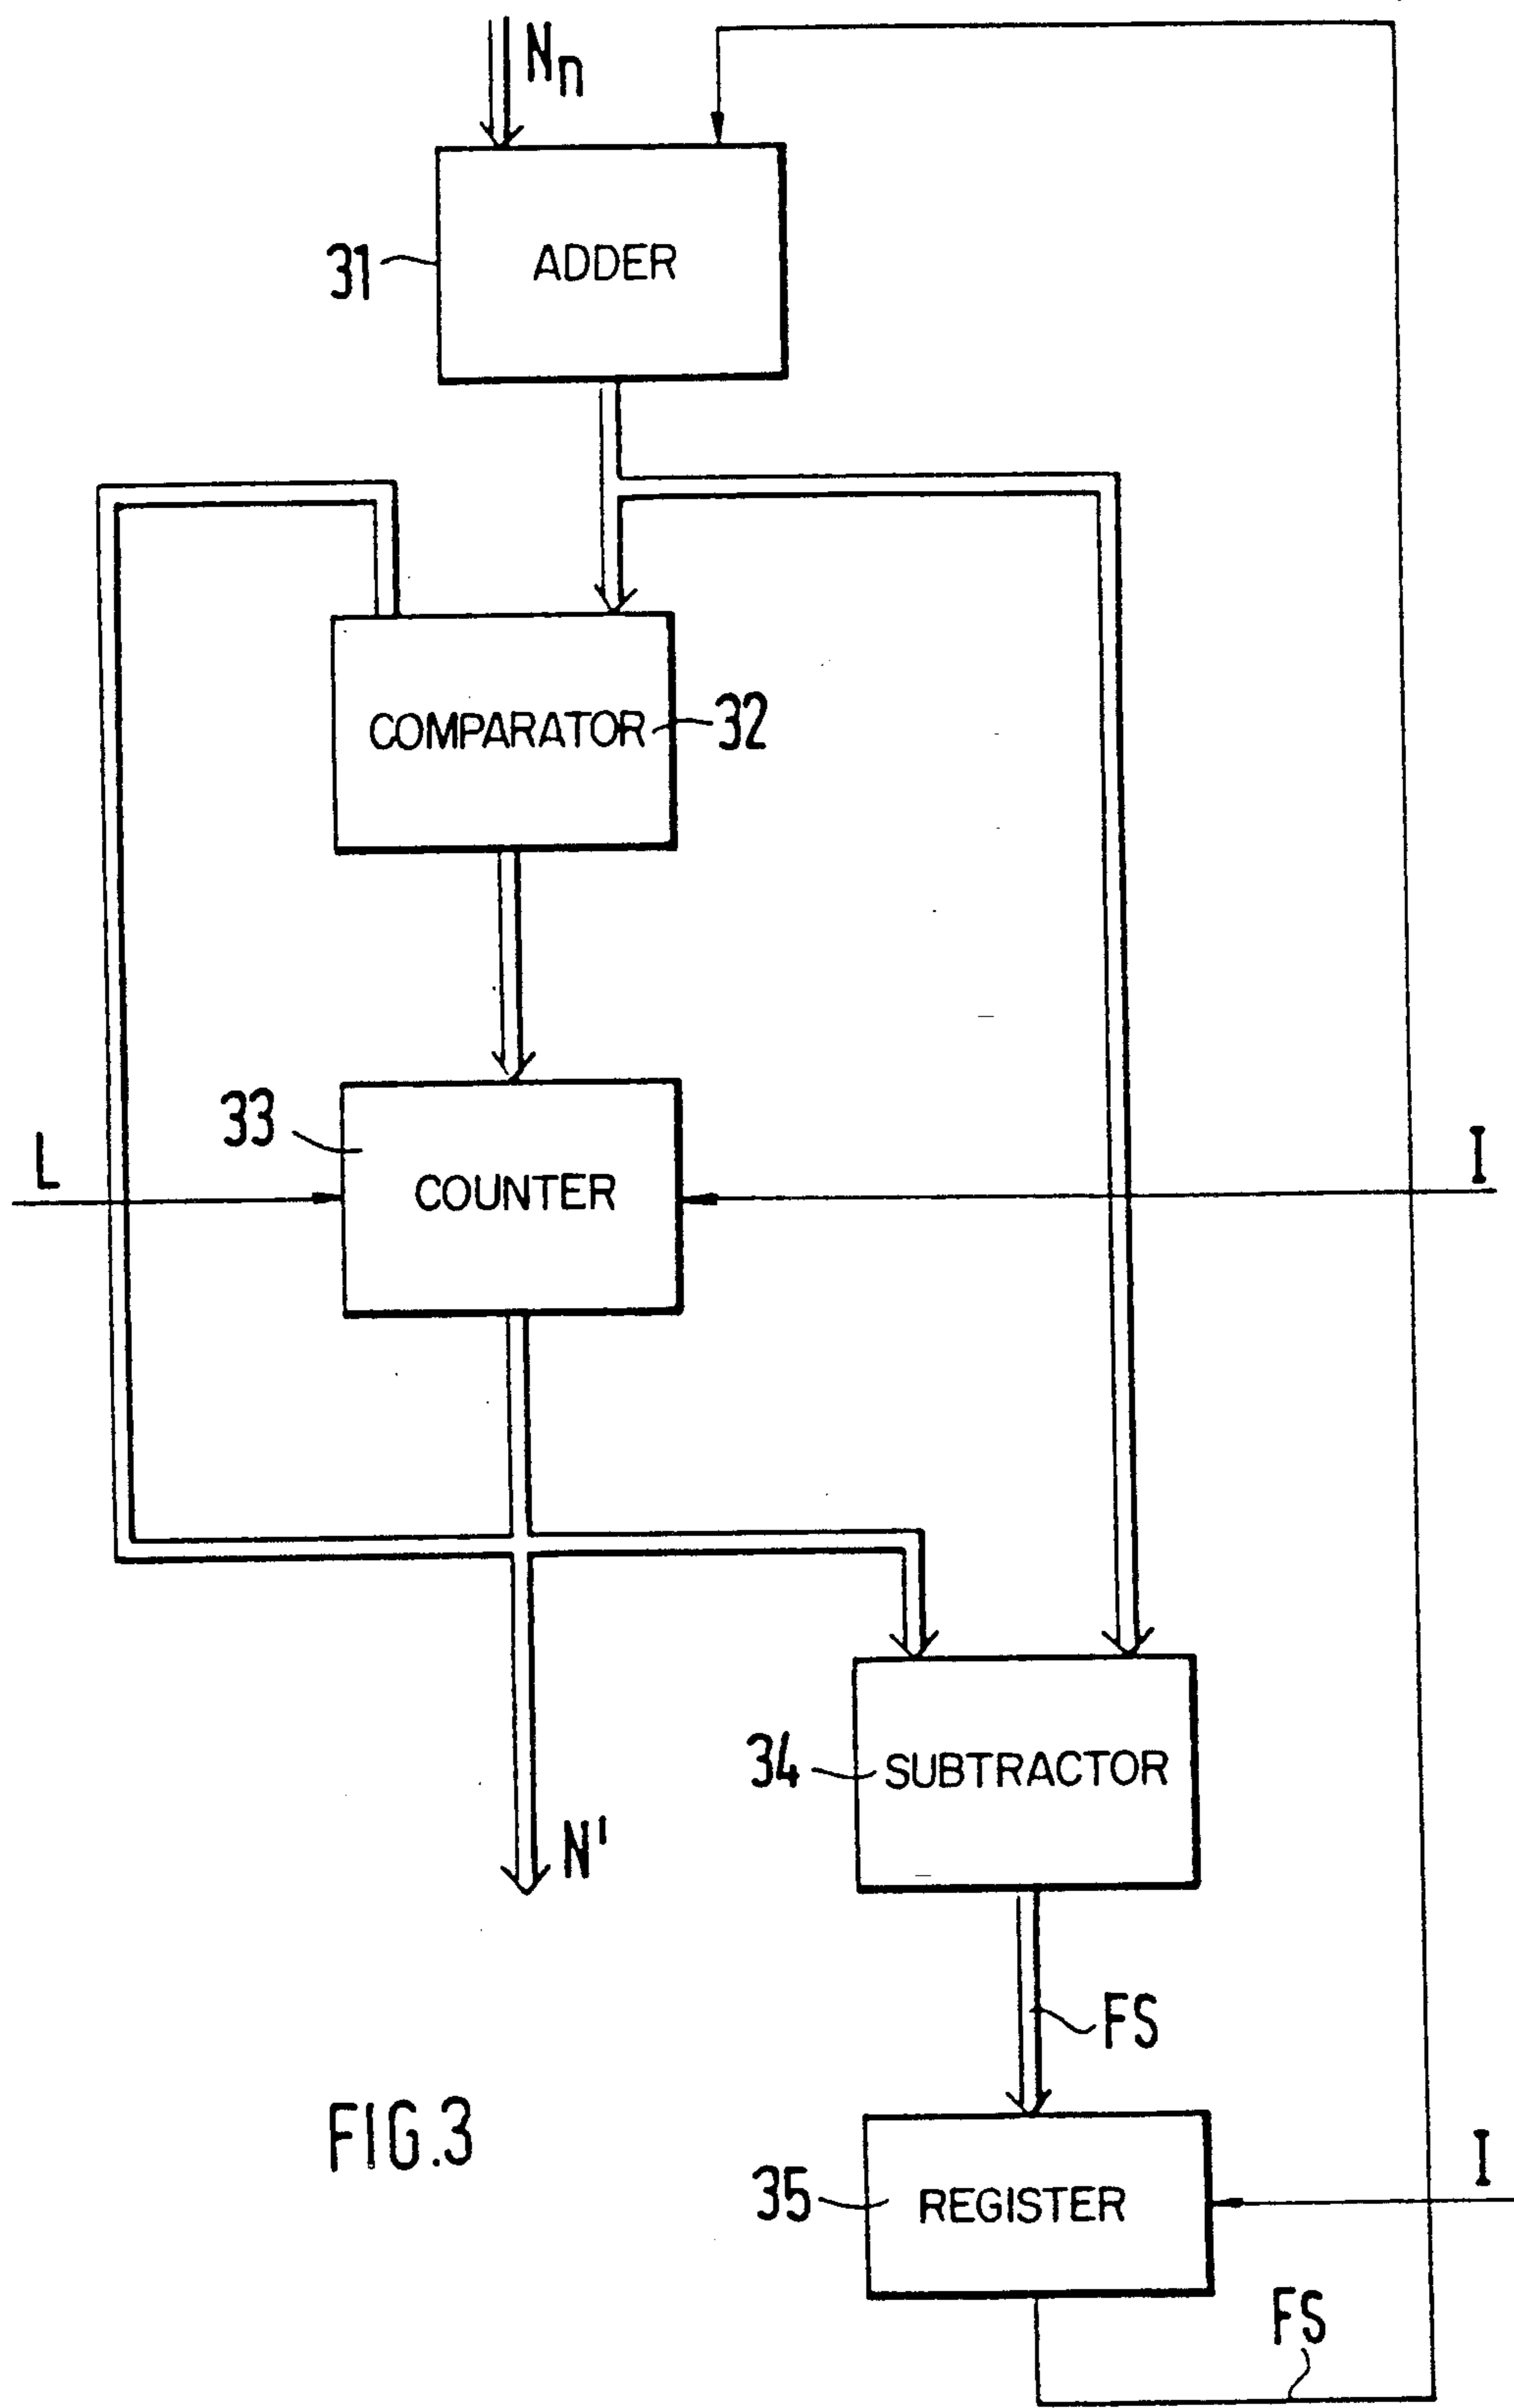 Nn
31
ADDER
COMPARATOR
32
33
L
COUNTER
I
34
SUBTRACTOR
N'
FS
FIG.3
35
REGISTER
I
FS